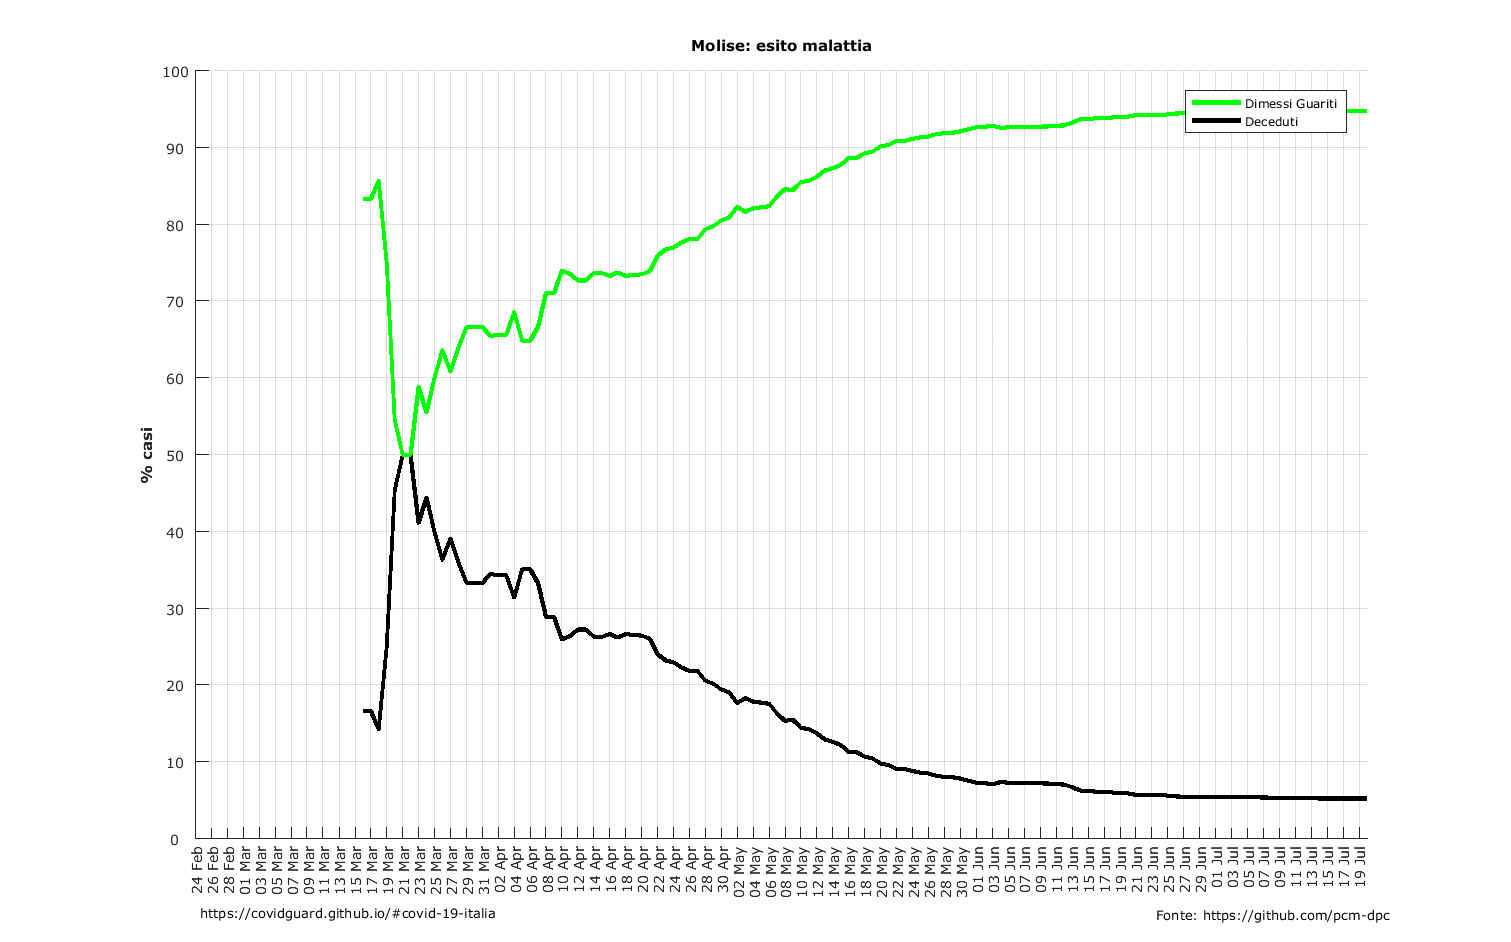 Molise: esito malattia
100
90
80
70
60
50
40
30
20
10
0
% casi
Dimessi Guariti
Deceduti
24 Feb
26 Feb
28 Feb
01 Mar
03 Mar
05 Mar
07 Mar
09 Mar
11 Mar
13 Mar
15 Mar
17 Mar
19 Mar
21 Mar
23 Mar
25 Mar
27 Mar
29 Mar
31 Mar
02 Apr
04 Apr
06 Apr
08 Apr
10 Apr
12 Apr
14 Apr
16 Apr
18 Apr
20 Apr
22 Apr
24 Apr
26 Apr
28 Apr
30 Apr
02 May
04 May
06 May
08 May
10 May
12 May
14 May
16 May
18 May
20 May
22 May
24 May
26 May
28 May
30 May
01 Jun
03 Jun
05 Jun
07 Jun
09 Jun
11 Jun
13 Jun
15 Jun
17 Jun
19 Jun
21 Jun
23 Jun
25 Jun
27 Jun
29 Jun
01 Jul
03 Jul
05 Jul
07 Jul
09 Jul
11 Jul
13 Jul
15 Jul
17 Jul
19 Jul
https://covidguard.github.io/#covid-19-italia
Fonte: https://github.com/pcm-dpc